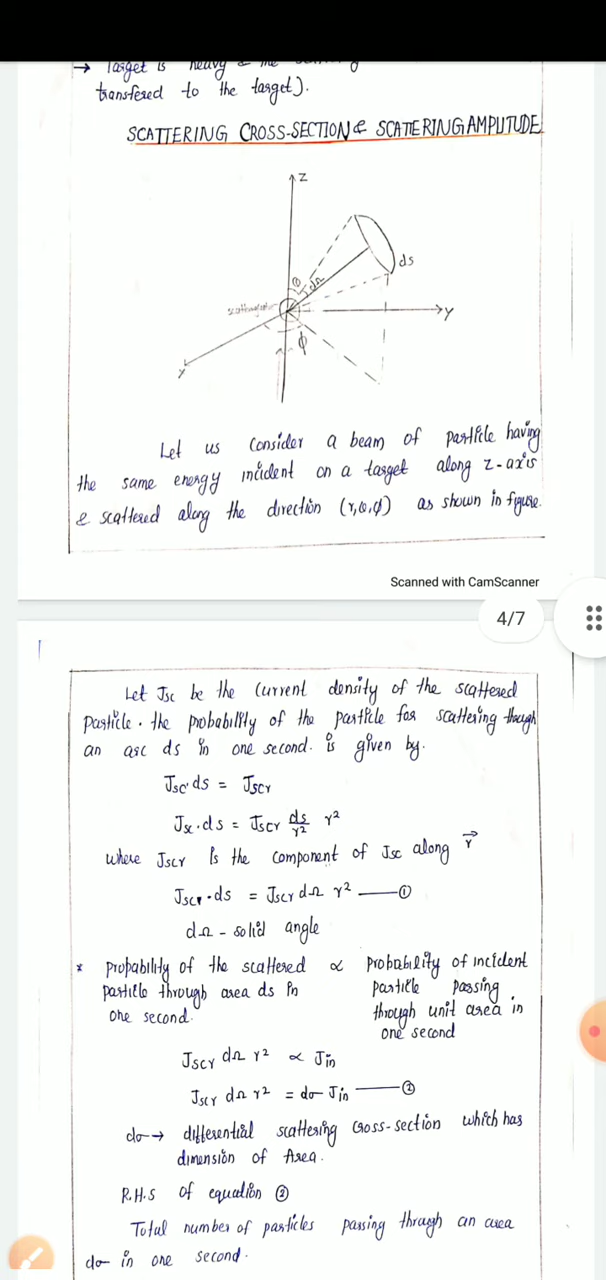 → Target is heavy & the
transfered to the target).
SCATTERING CROSS-SECTION & SCATTERING AMPLITUDE
Z
ds
θ
dΩ
Y
ϕ
X
Let us consider a beam of particle having
the same energy incident on a target along z-axis
& scattered along the direction (r,θ,ϕ) as shown in figure.
Scanned with CamScanner
4/7
Let Jsc be the current density of the scattered
particle. the probability of the particle for scattering though
an arc ds in one second. is given by.
Jsc·ds = Jscr
Jsc·ds = Jscr ds/r² r²
where Jscr is the component of Jsc along r⃗
Jscr·ds = Jscr dΩ r² —— ①
dΩ - solid angle
* probability of the scattered ∝ probability of incident
particle through area ds in particle passing
one second. through unit area in
one second
Jscr dΩ r² ∝ Jin
Jscr dΩ r² = dσ Jin —— ②
dσ → differential scattering cross-section which has
dimension of Area.
R.H.S of equation ②
Total number of particles passing through an area
dσ in one second.